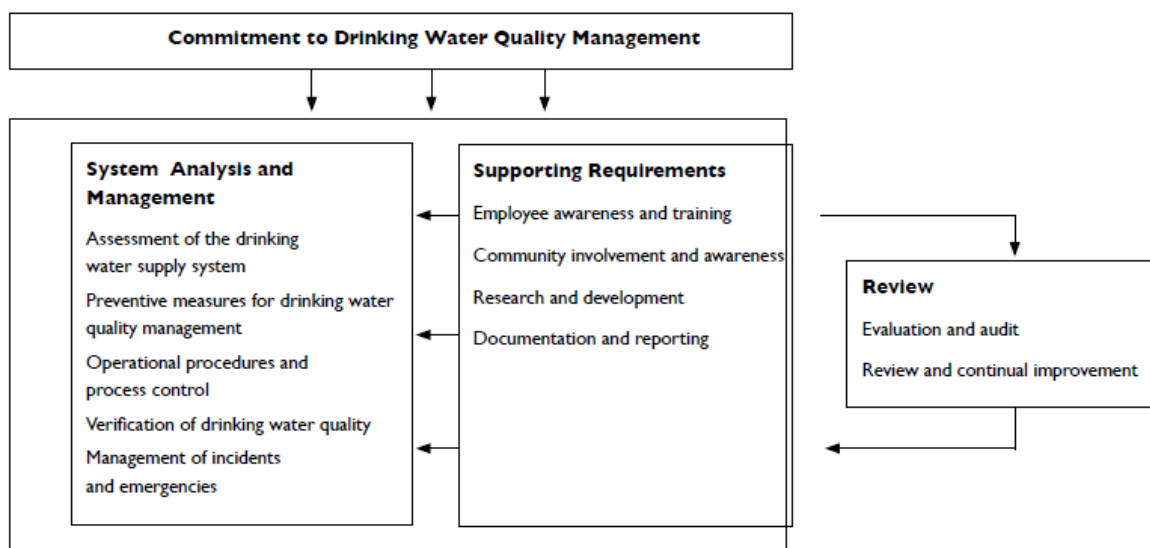 Commitment to Drinking Water Quality Management
System Analysis and
Management
Assessment of the drinking
water supply system
Preventive measures for drinking water
quality management
Operational procedures and
process control
Verification of drinking water quality
Management of incidents
and emergencies
Supporting Requirements
Employee awareness and training
Community involvement and awareness
Research and development
Documentation and reporting
Review
Evaluation and audit
Review and continual improvement